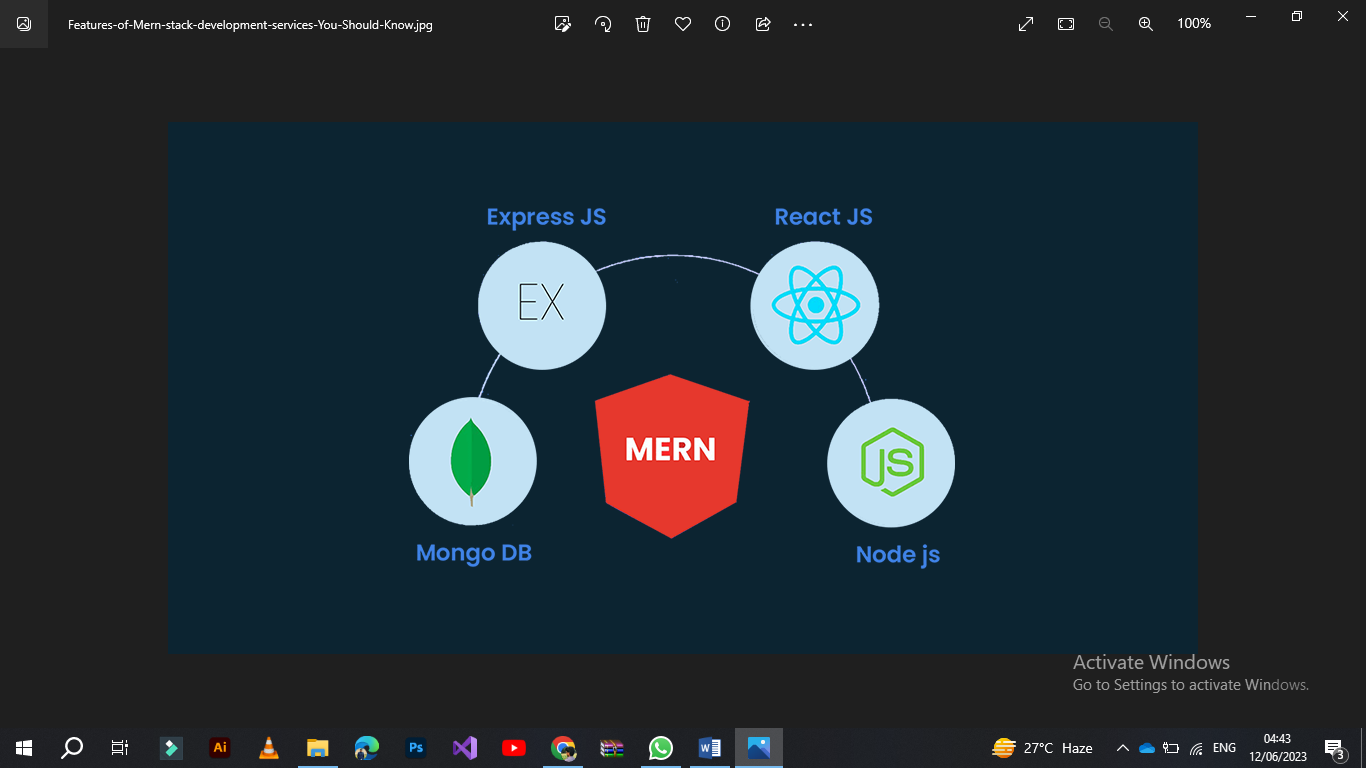 Features-of-Mern-stack-development-services-You-Should-Know.jpg
100%
Express JS
React JS
EX
MERN
JS
Mongo DB
Node js
Activate Windows
Go to Settings to activate Windows.
Ai
Ps
W
27°C Haze
ENG
04:43
12/06/2023
3